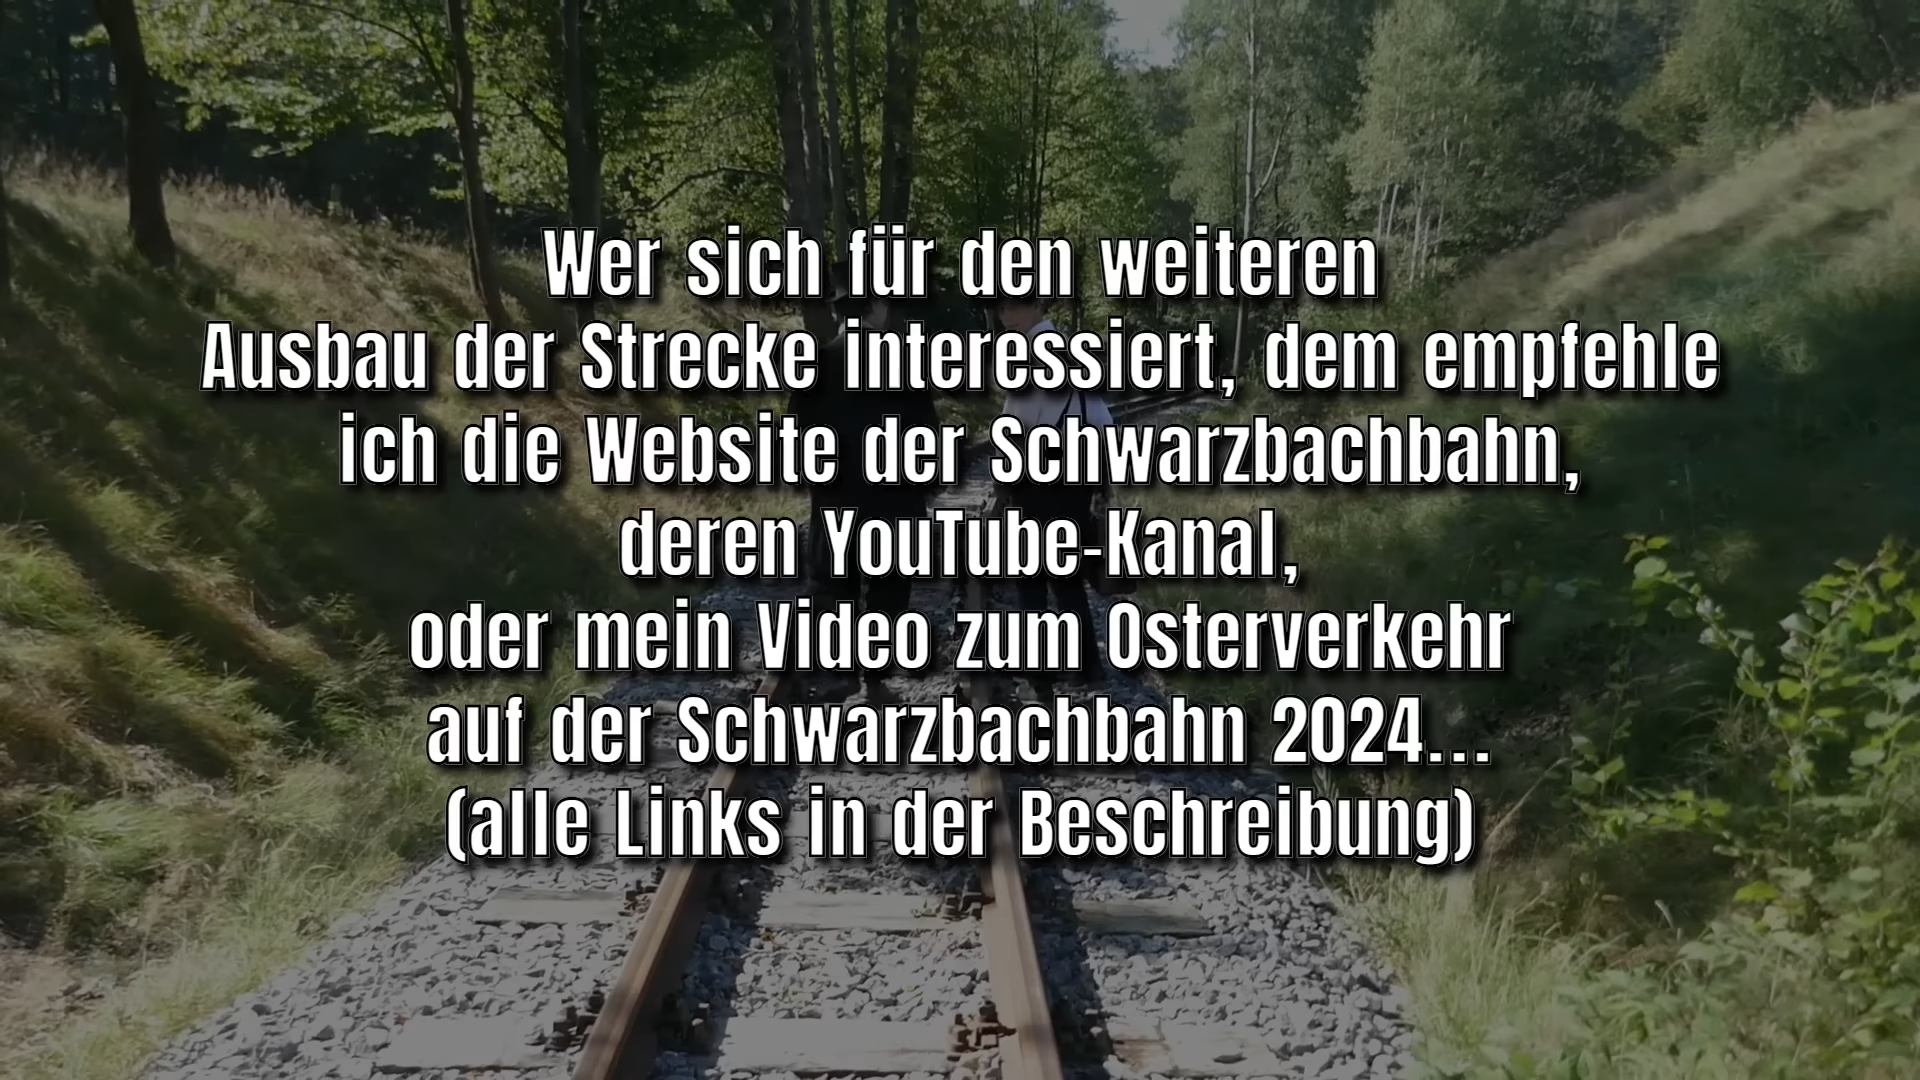 Wer sich für den weiteren
Ausbau der Strecke interessiert, dem empfehle
ich die Website der Schwarzbachbahn,
deren YouTube-Kanal,
oder mein Video zum Osterverkehr
auf der Schwarzbachbahn 2024...
(alle Links in der Beschreibung)